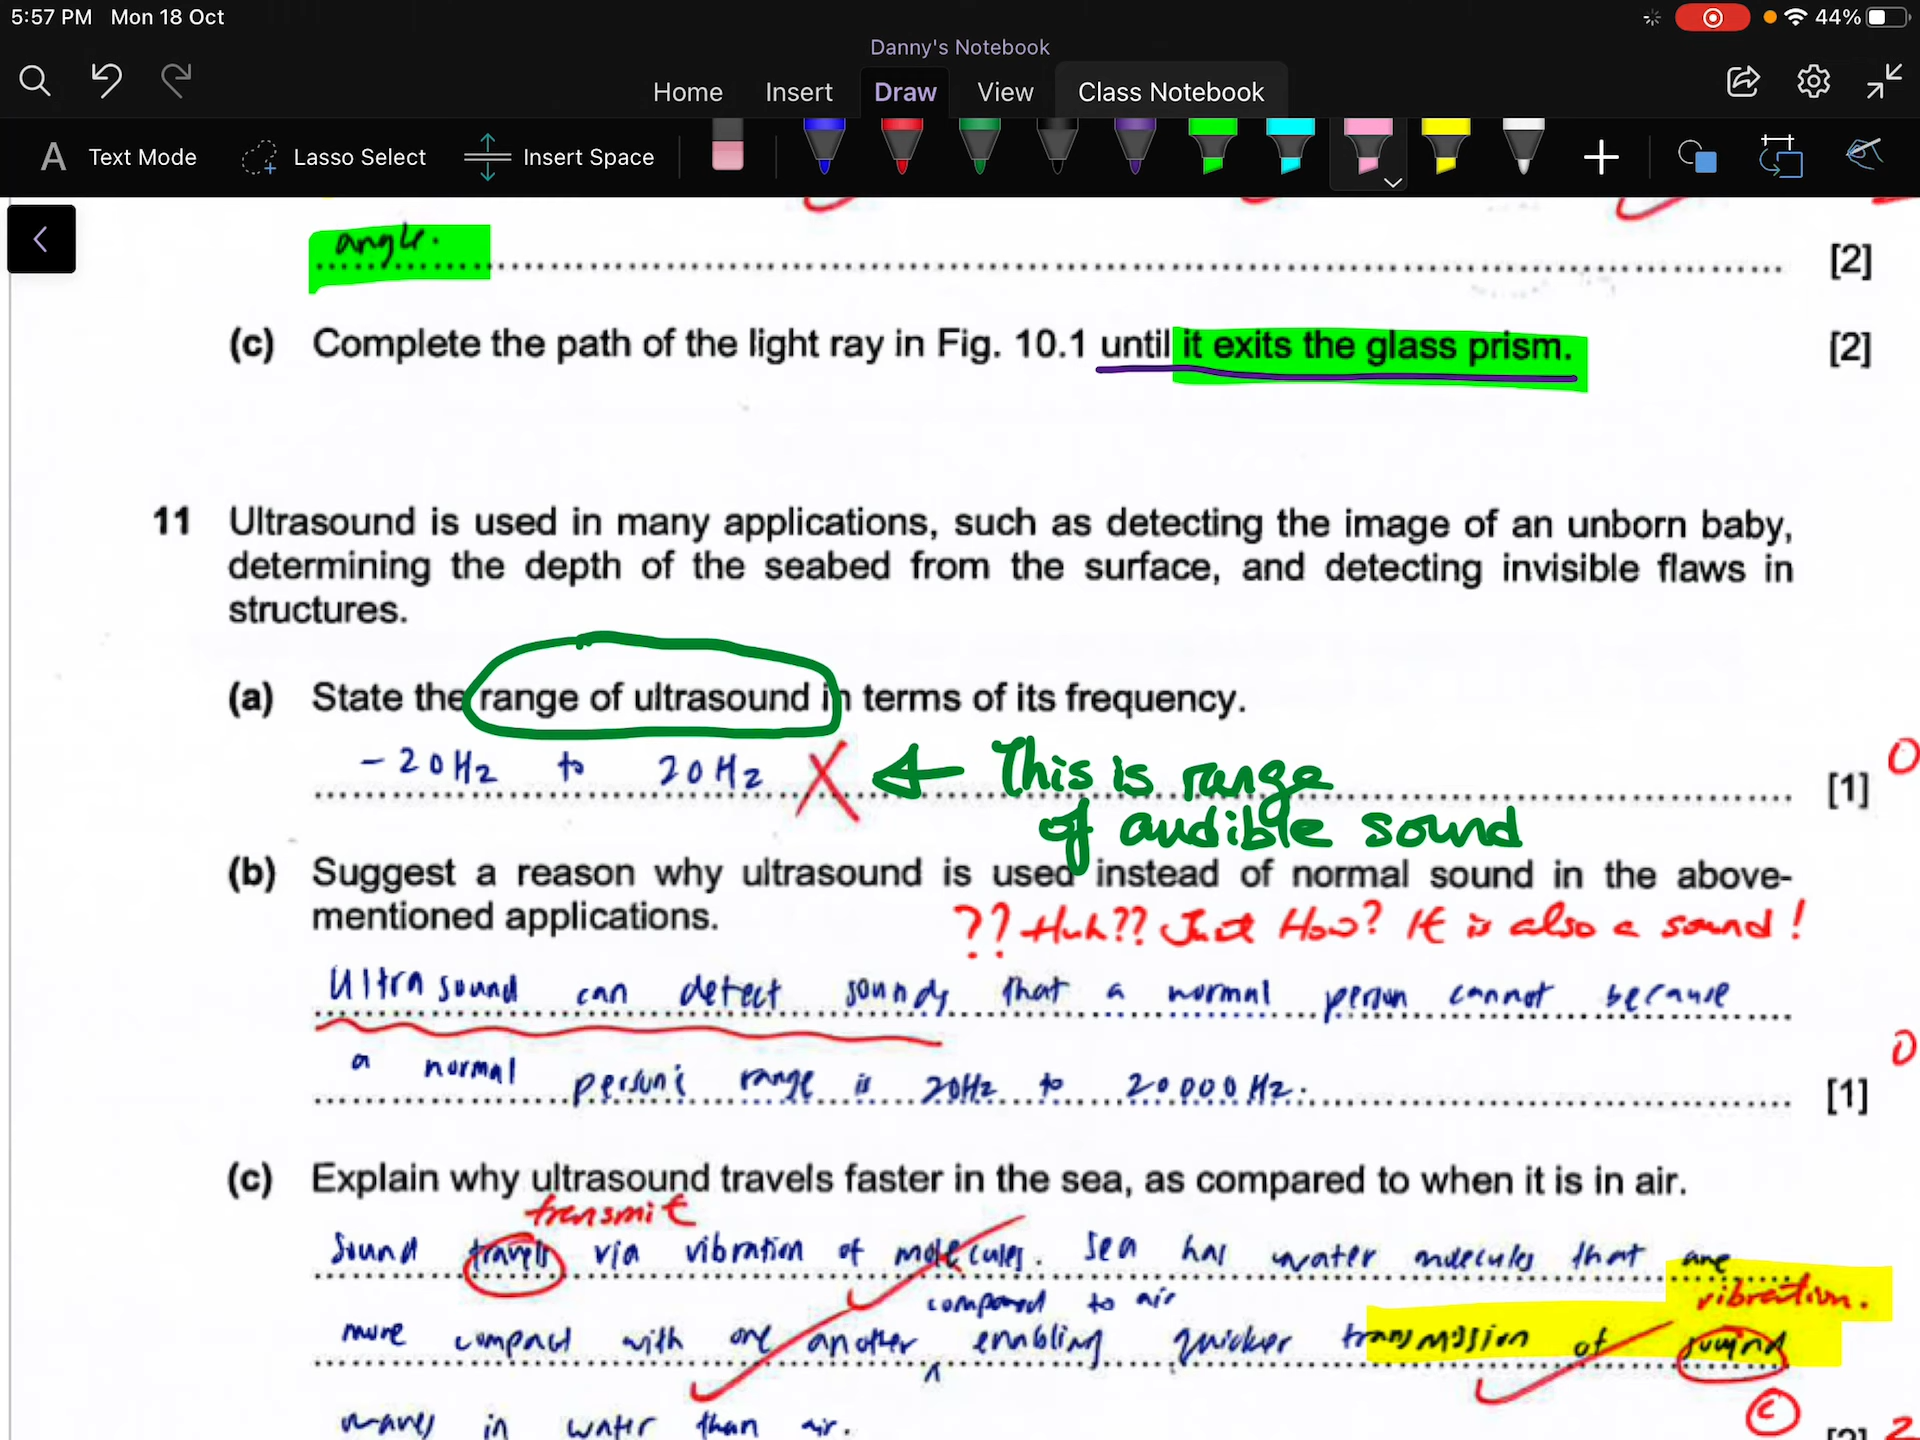 5:57 PM Mon 18 Oct
44%
Danny's Notebook
Home Insert Draw View Class Notebook
A Text Mode Lasso Select Insert Space
angle.
[2]
(c) Complete the path of the light ray in Fig. 10.1 until it exits the glass prism. [2]
11 Ultrasound is used in many applications, such as detecting the image of an unborn baby,
determining the depth of the seabed from the surface, and detecting invisible flaws in
structures.
(a) State the range of ultrasound in terms of its frequency.
-20Hz to 20Hz X This is range
[1] 0
of audible sound
(b) Suggest a reason why ultrasound is used instead of normal sound in the above-
mentioned applications.
?? Huh?? Just How? It is also a sound!
Ultrasound can detect sounds that a normal person cannot because
a normal person's range is 20Hz to 20000Hz.
[1] 0
(c) Explain why ultrasound travels faster in the sea, as compared to when it is in air.
transmit
Sound travels via vibration of molecules. Sea has water molecules that are
compared to air
vibration.
more compact with one another ^ enabling quicker transmission of sound
waves in water than air.
C
[2] 2